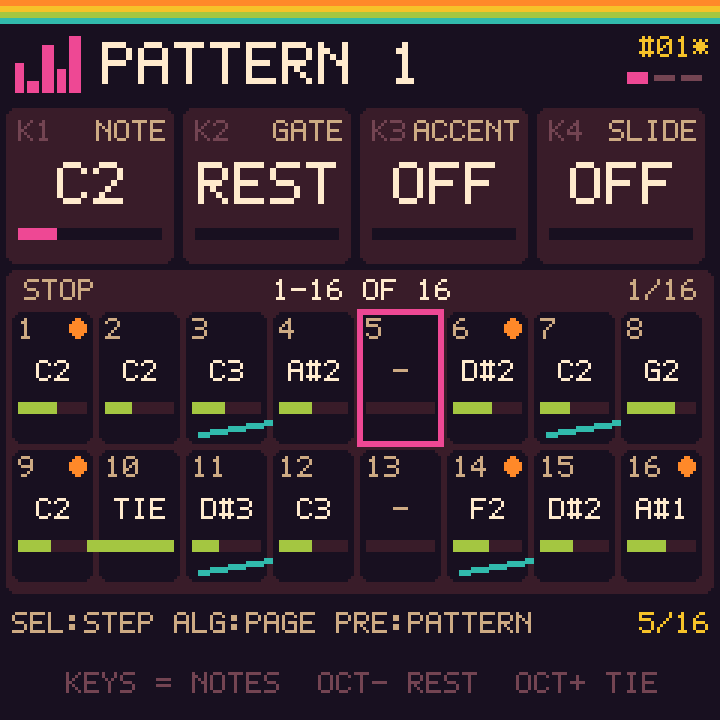 PATTERN 1 #01*
K1 NOTE K2 GATE K3 ACCENT K4 SLIDE
C2 REST OFF OFF
STOP 1-16 OF 16 1/16
1 2 3 4 5 6 7 8
C2 C2 C3 A#2 - D#2 C2 G2
9 10 11 12 13 14 15 16
C2 TIE D#3 C3 - F2 D#2 A#1
SEL:STEP ALG:PAGE PRE:PATTERN 5/16
KEYS = NOTES OCT- REST OCT+ TIE